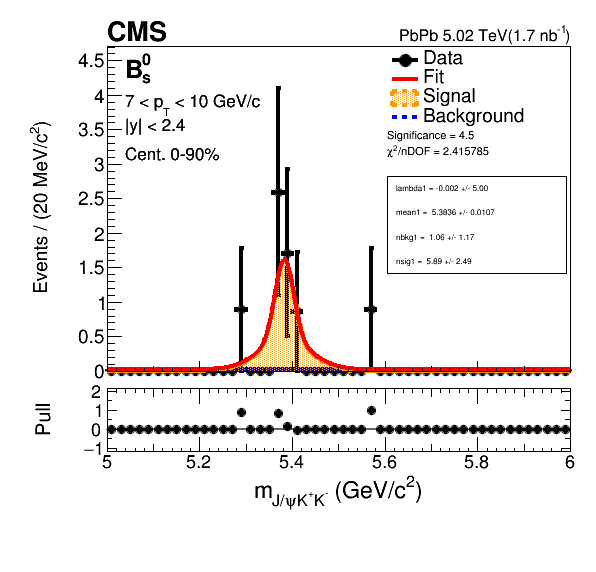 CMS
PbPb 5.02 TeV(1.7 nb⁻¹)
B⁰ₛ
7 < p_T < 10 GeV/c
|y| < 2.4
Cent. 0-90%
Data
Fit
Signal
Background
Significance = 4.5
χ²/nDOF = 2.415785
lambda1 = -0.002 +/- 5.00
mean1 = 5.3836 +/- 0.0107
nbkg1 = 1.06 +/- 1.17
nsig1 = 5.89 +/- 2.49
Events / (20 MeV/c²)
4.5
4
3.5
3
2.5
2
1.5
1
0.5
0
Pull
2
1
0
−1
5
5.2
5.4
5.6
5.8
6
m_{J/ψK⁺K⁻} (GeV/c²)